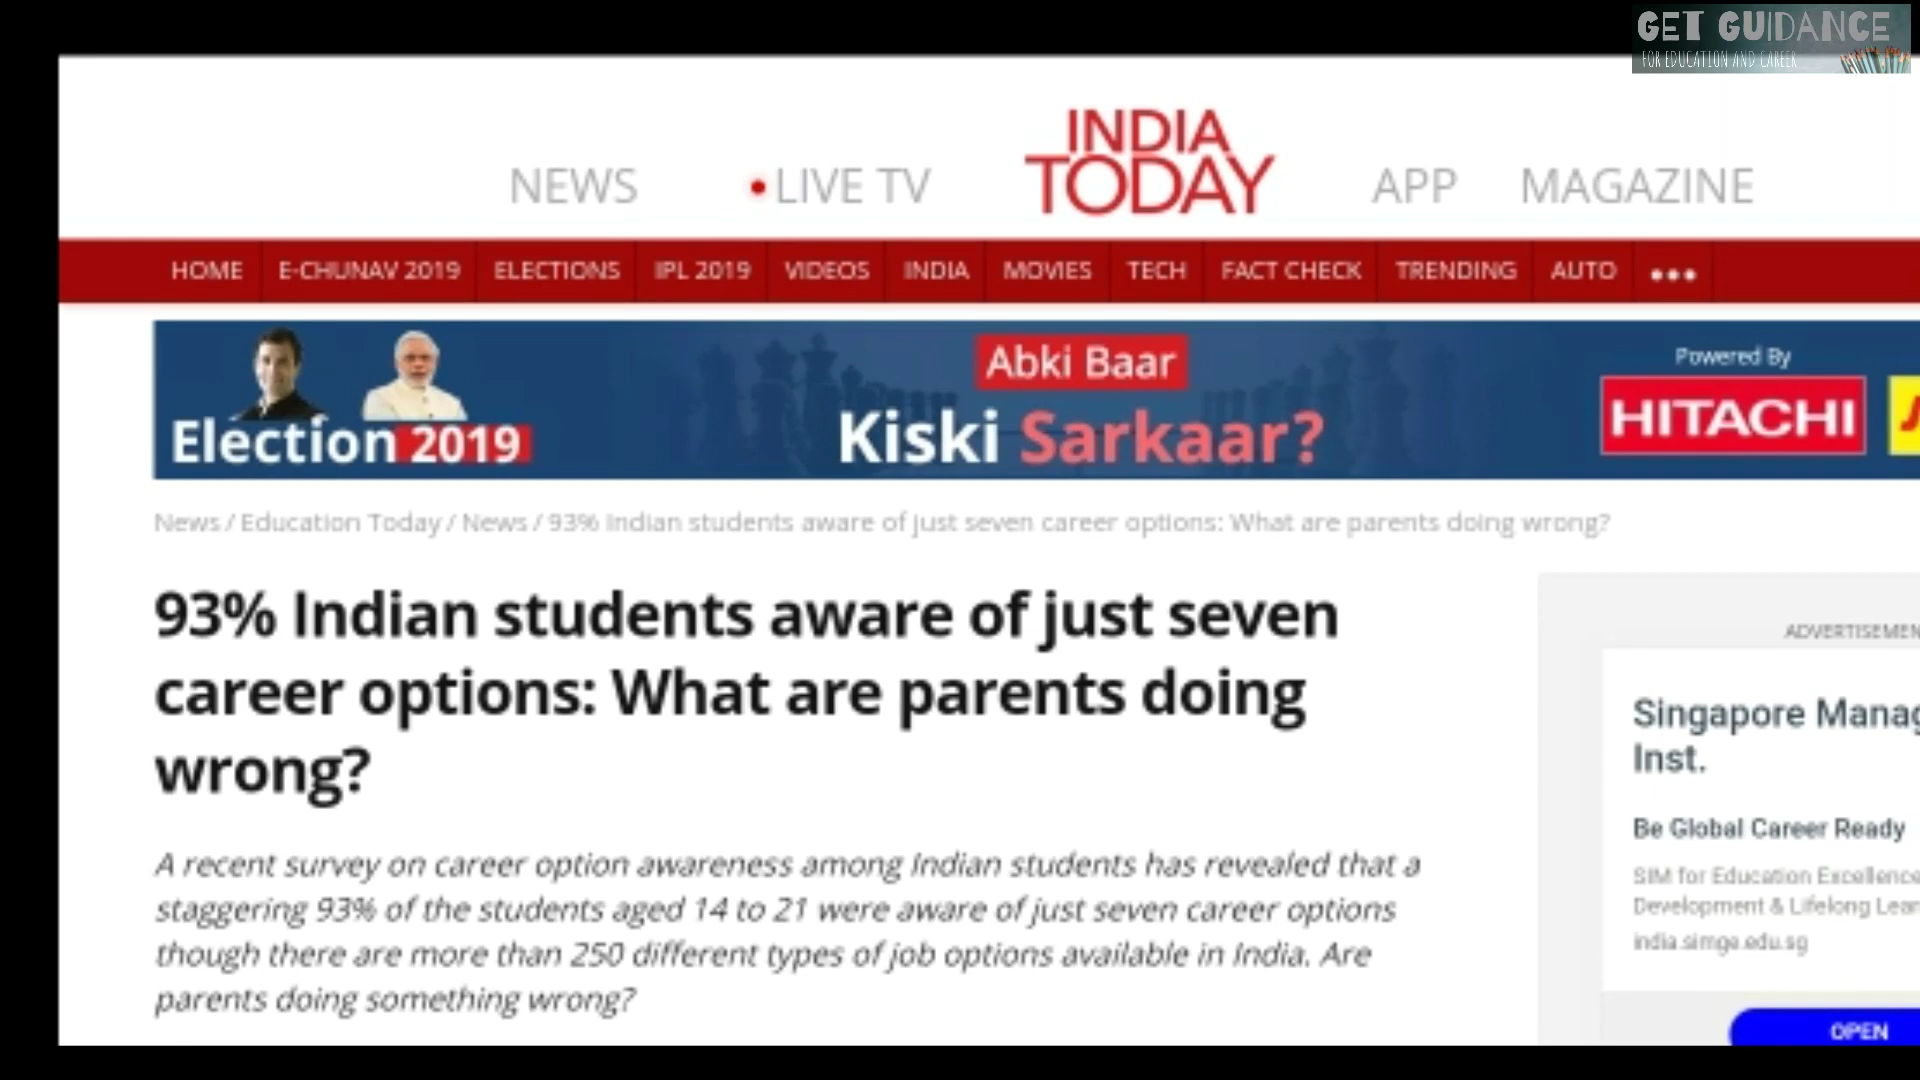 GET GUIDANCE
FOR EDUCATION AND CAREER
NEWS
LIVE TV
INDIA
TODAY
APP
MAGAZINE
HOME
E-CHUNAV 2019
ELECTIONS
IPL 2019
VIDEOS
INDIA
MOVIES
TECH
FACT CHECK
TRENDING
AUTO
Election 2019
Abki Baar
Kiski Sarkaar?
Powered By
HITACHI
News / Education Today / News / 93% Indian students aware of just seven career options: What are parents doing wrong?
93% Indian students aware of just seven
career options: What are parents doing
wrong?
A recent survey on career option awareness among Indian students has revealed that a
staggering 93% of the students aged 14 to 21 were aware of just seven career options
though there are more than 250 different types of job options available in India. Are
parents doing something wrong?
ADVERTISEMEN
Singapore Manag
Inst.
Be Global Career Ready
SIM for Education Excellence
Development & Lifelong Lear
india.simge.edu.sg
OPEN